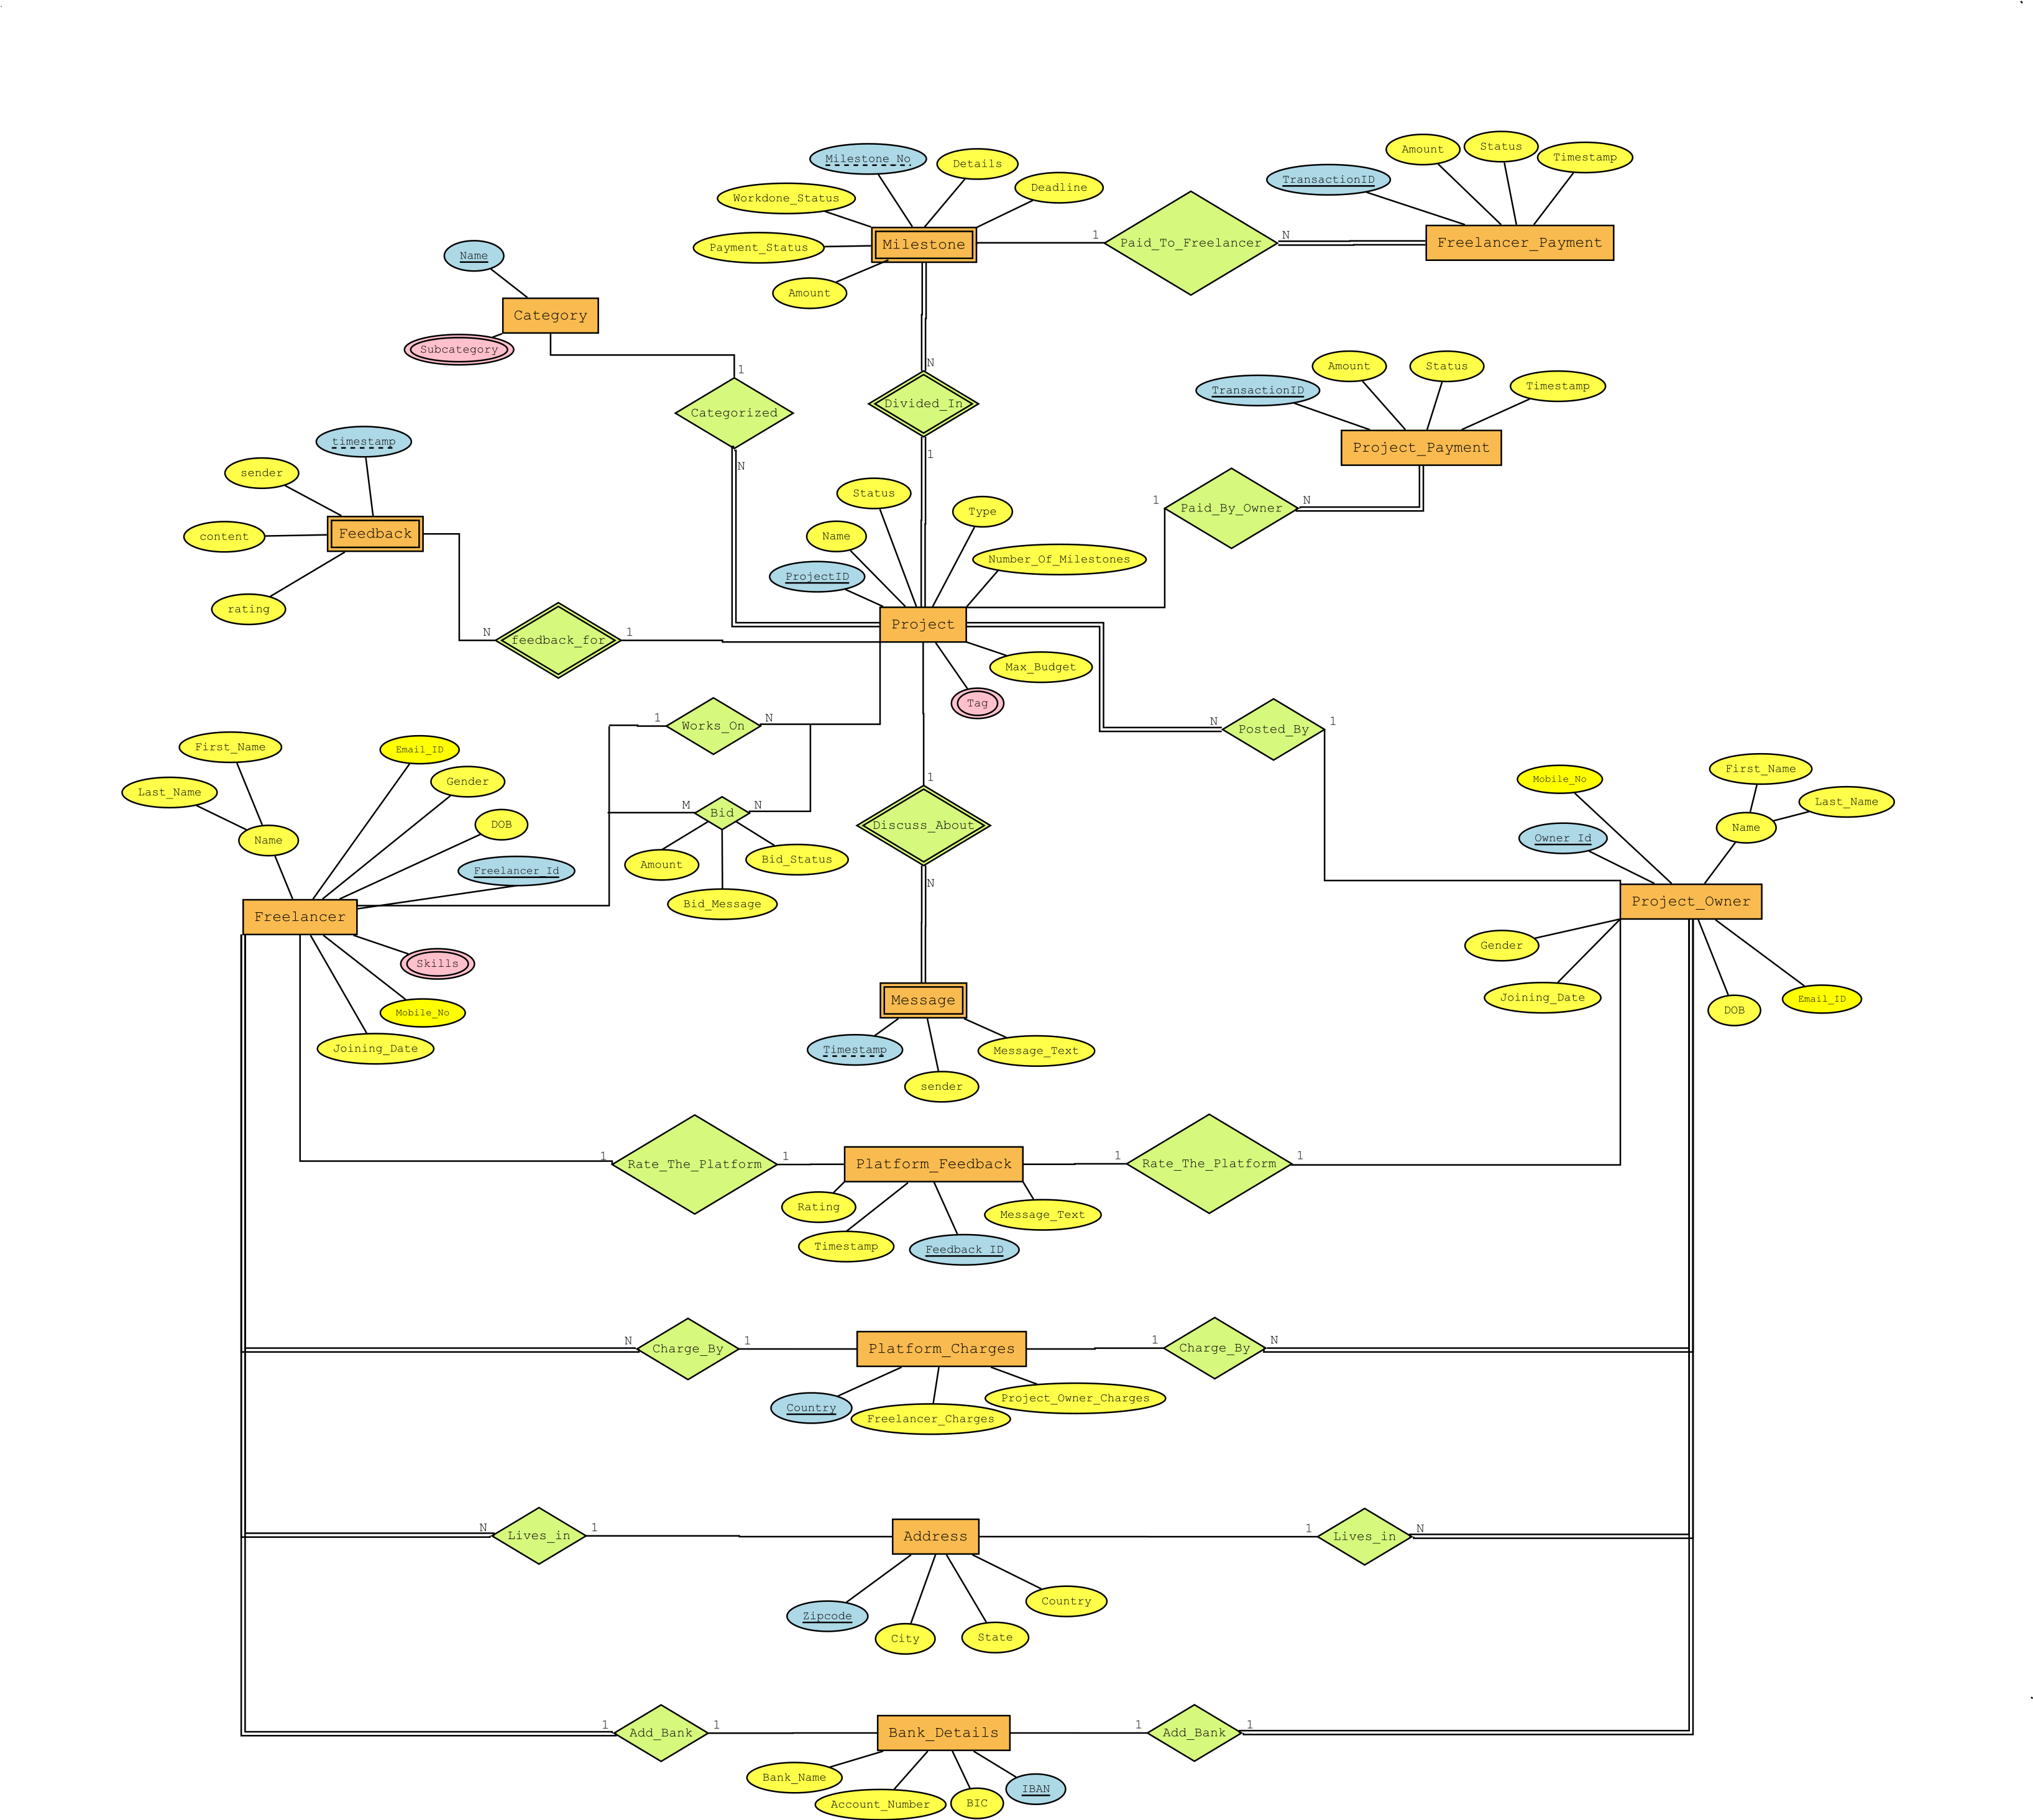 Milestone_No
Details
Deadline
Workdone_Status
Payment_Status
Amount
Milestone
1
Paid_To_Freelancer
N
TransactionID
Amount
Status
Timestamp
Freelancer_Payment
Name
Category
Subcategory
1
Categorized
N
N
Divided_In
1
TransactionID
Amount
Status
Timestamp
Project_Payment
1
Paid_By_Owner
N
timestamp
sender
content
rating
Feedback
N
feedback_for
1
Status
Type
Name
Number_Of_Milestones
ProjectID
Project
Max_Budget
Tag
1
Works_On
N
N
Posted_By
1
First_Name
Last_Name
Name
Email_ID
Gender
DOB
Freelancer_Id
Freelancer
Skills
Mobile_No
Joining_Date
M
Bid
N
Amount
Bid_Message
Bid_Status
1
Discuss_About
N
Message
Timestamp
sender
Message_Text
Mobile_No
First_Name
Last_Name
Name
Owner_Id
Project_Owner
Gender
Joining_Date
DOB
Email_ID
1
Rate_The_Platform
1
Platform_Feedback
1
Rate_The_Platform
1
Rating
Timestamp
Feedback_ID
Message_Text
N
Charge_By
1
Platform_Charges
1
Charge_By
N
Country
Freelancer_Charges
Project_Owner_Charges
N
Lives_in
1
Address
1
Lives_in
N
Zipcode
City
State
Country
1
Add_Bank
1
Bank_Details
1
Add_Bank
1
Bank_Name
Account_Number
BIC
IBAN